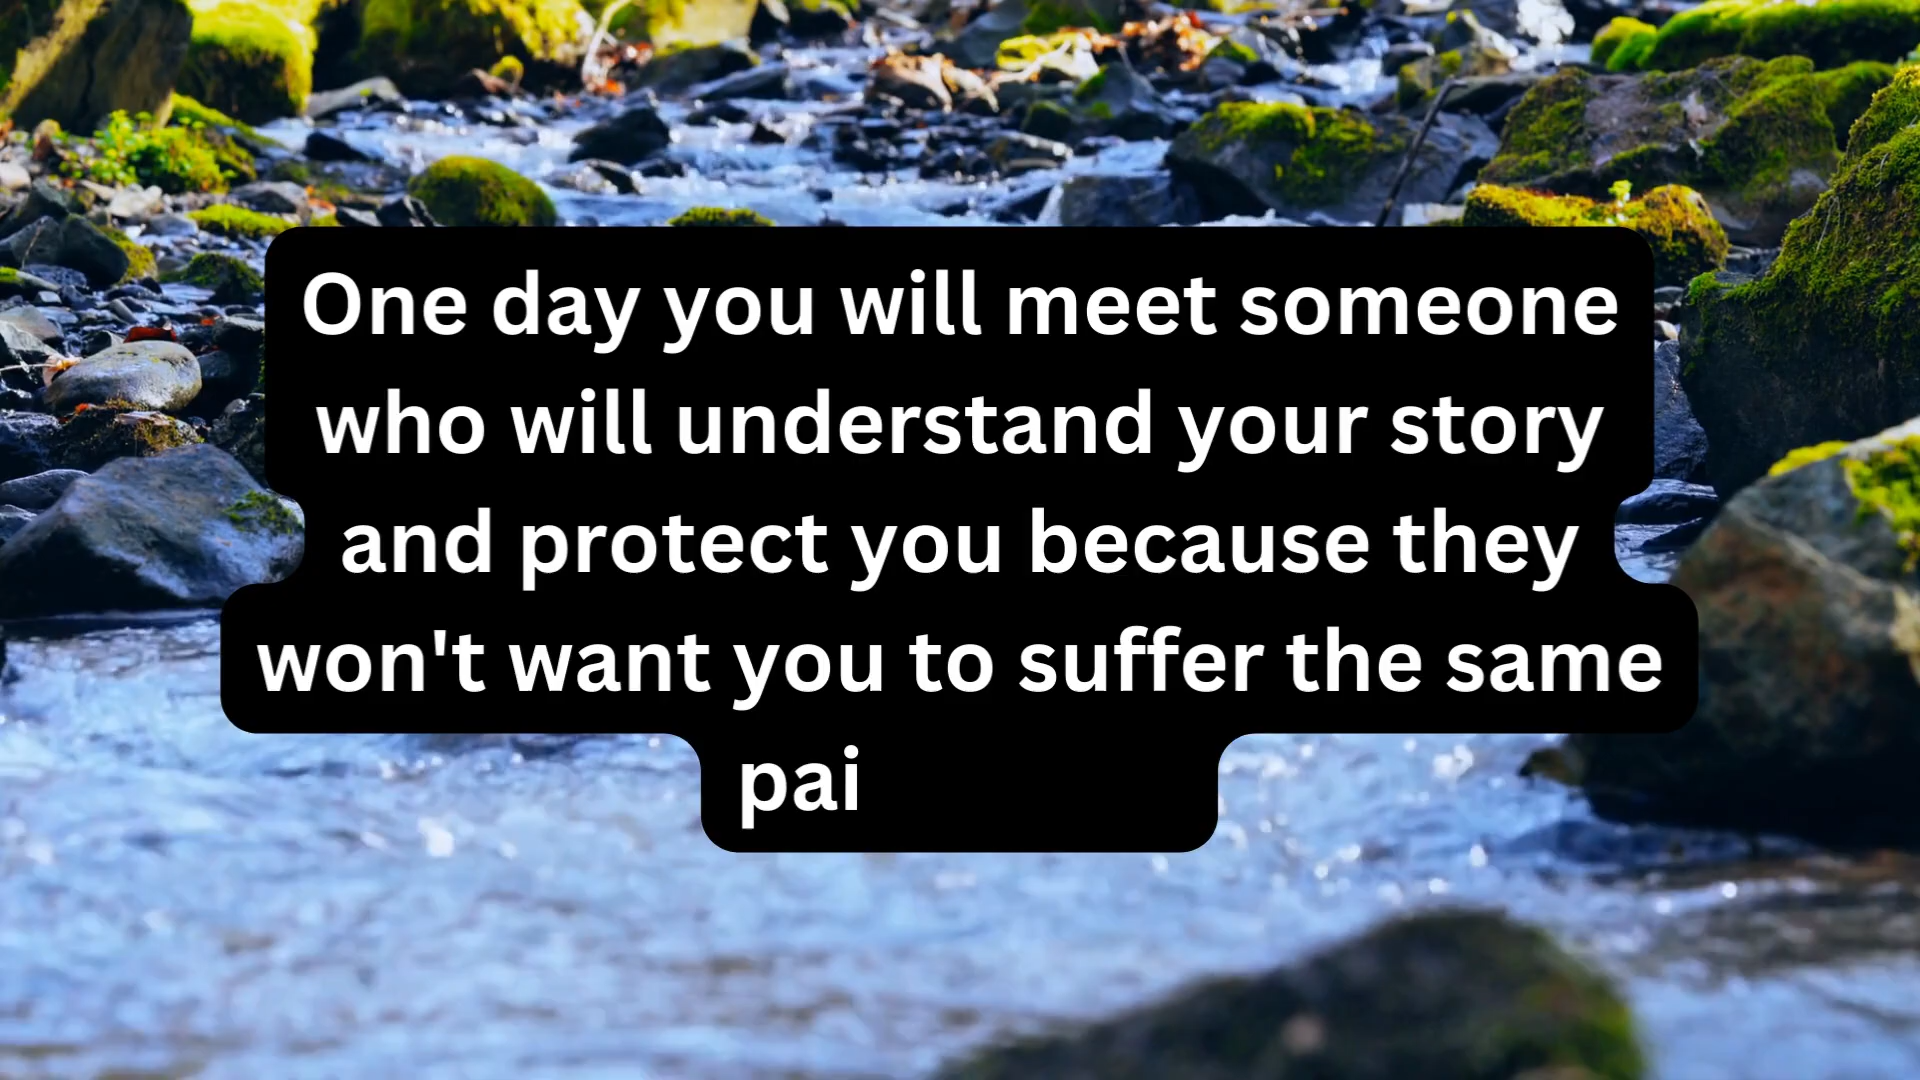 One day you will meet someone
who will understand your story
and protect you because they
won't want you to suffer the same
pai